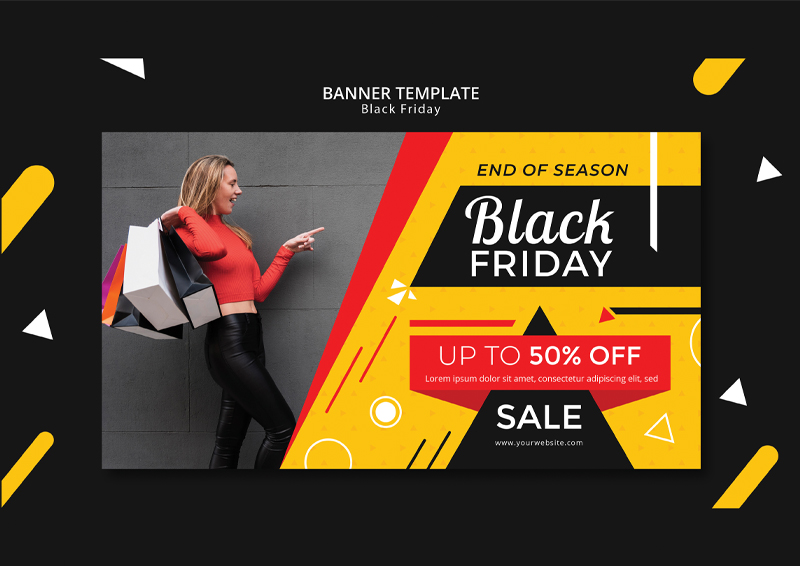 BANNER TEMPLATE
Black Friday
END OF SEASON
Black
FRIDAY
UP TO 50% OFF
Lorem ipsum dolor sit amet, consectetur adipiscing elit, sed
SALE
www.yourwebsite.com